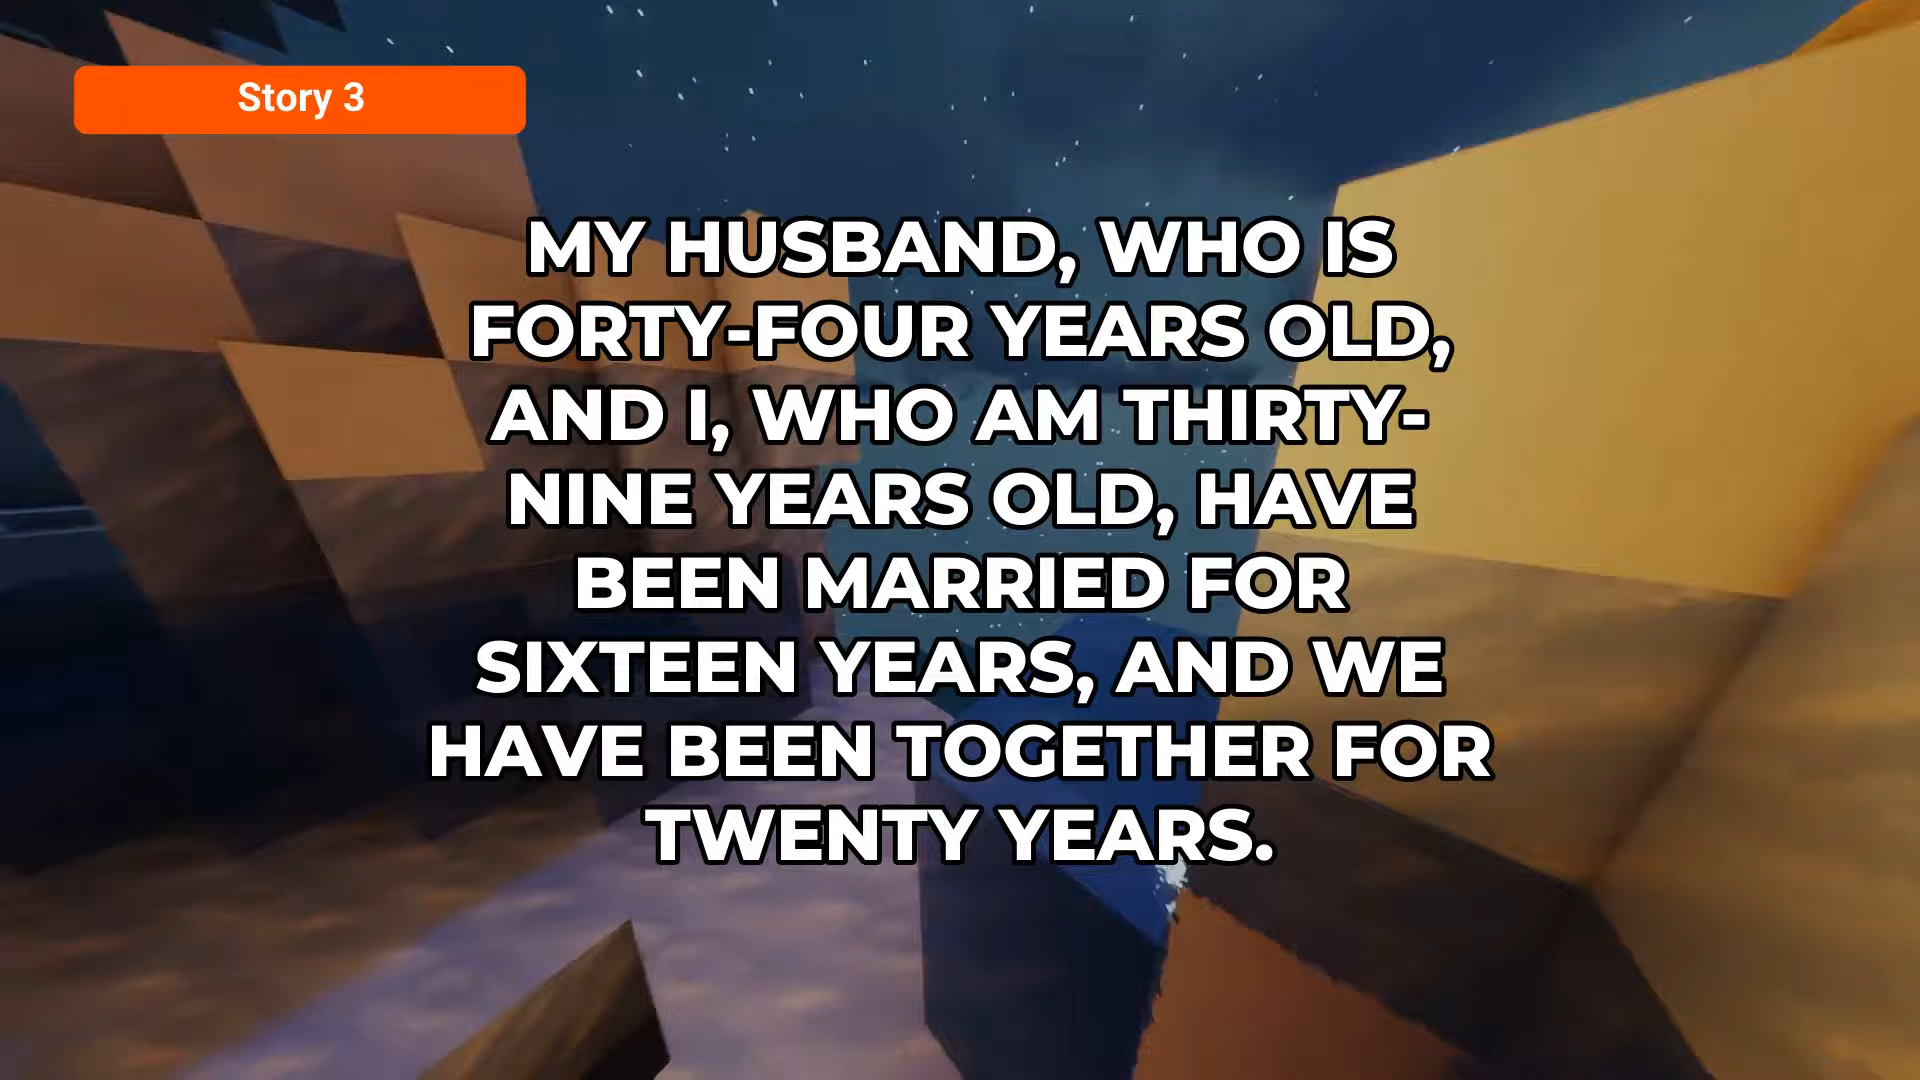 Story 3
MY HUSBAND, WHO IS
FORTY-FOUR YEARS OLD,
AND I, WHO AM THIRTY-
NINE YEARS OLD, HAVE
BEEN MARRIED FOR
SIXTEEN YEARS, AND WE
HAVE BEEN TOGETHER FOR
TWENTY YEARS.